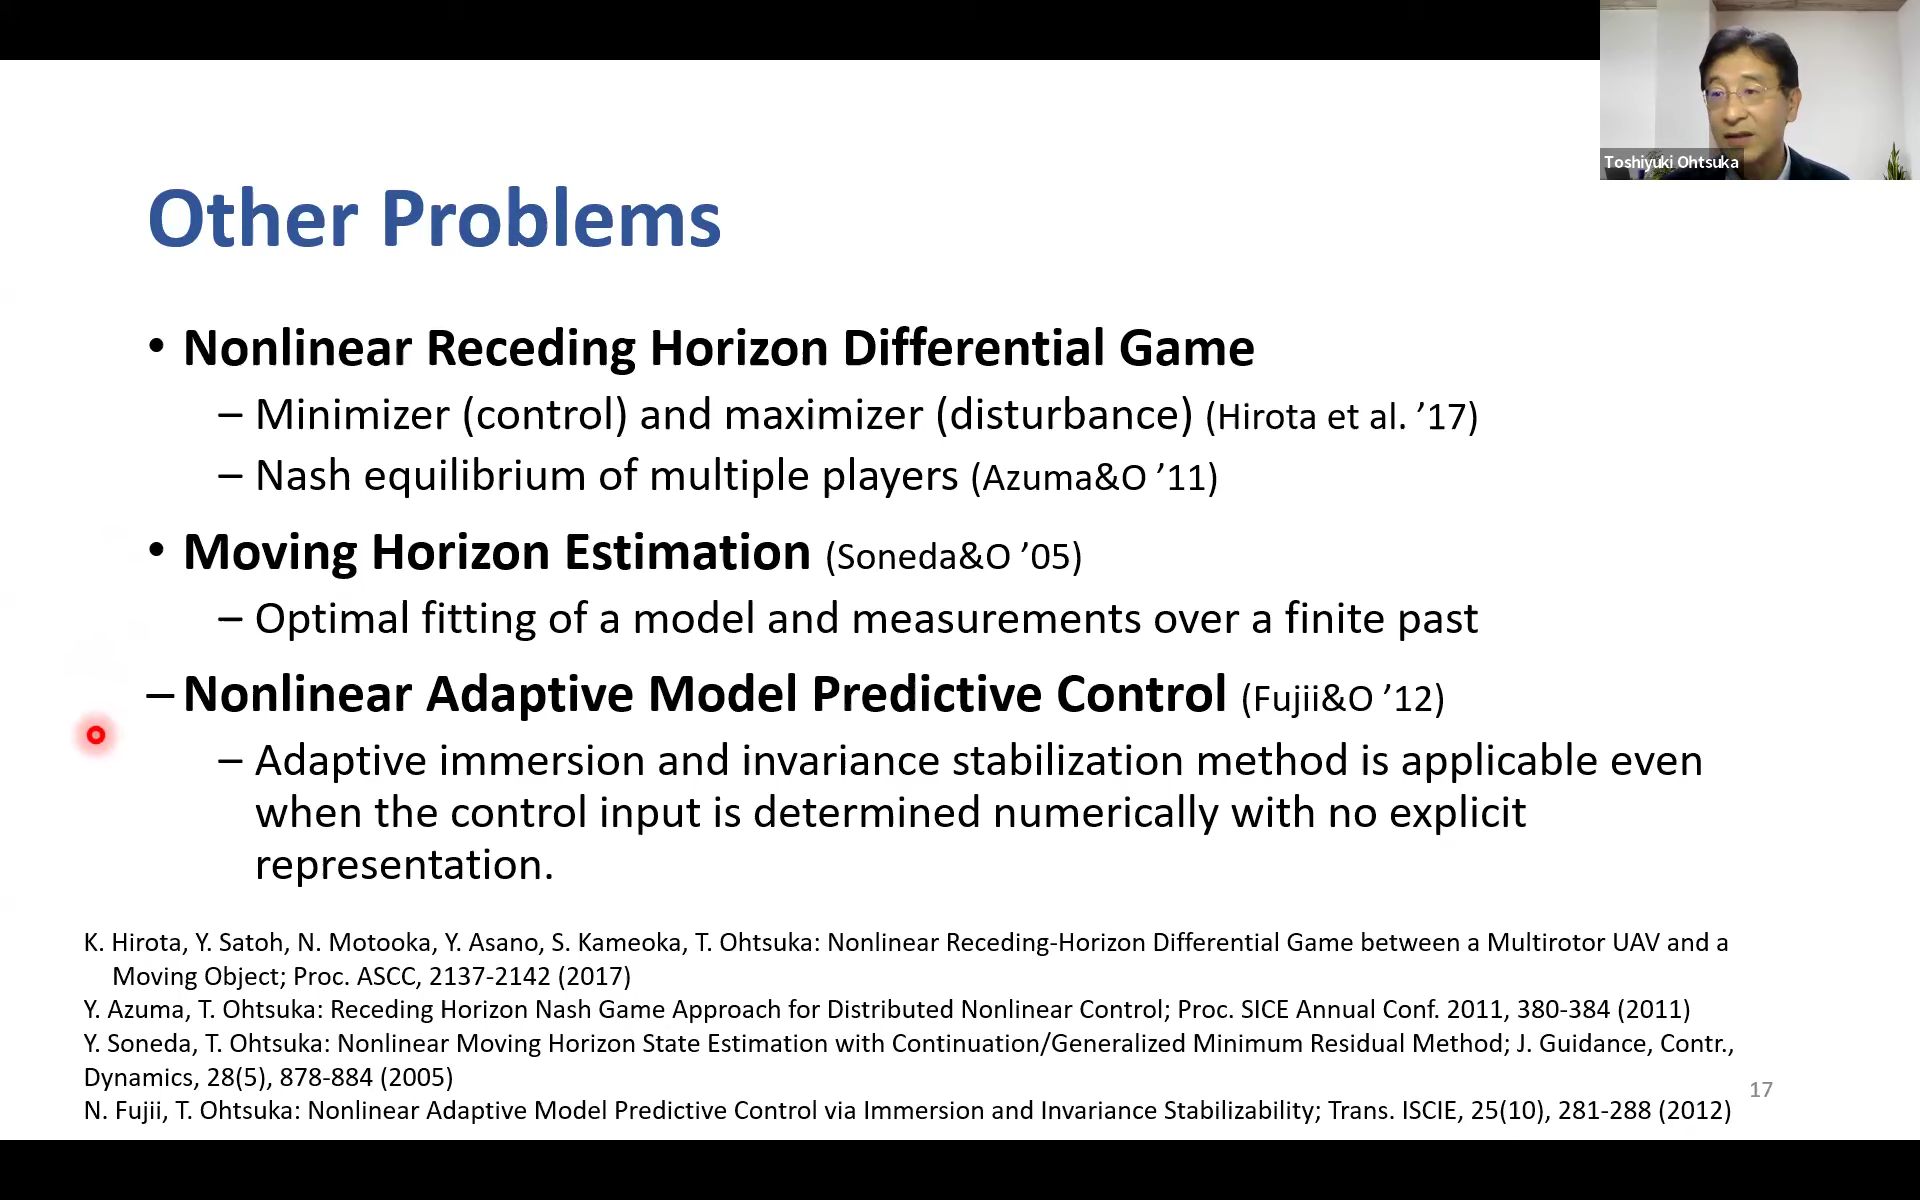 Toshiyuki Ohtsuka
Other Problems
• Nonlinear Receding Horizon Differential Game
– Minimizer (control) and maximizer (disturbance) (Hirota et al. ’17)
– Nash equilibrium of multiple players (Azuma&O ’11)
• Moving Horizon Estimation (Soneda&O ’05)
– Optimal fitting of a model and measurements over a finite past
– Nonlinear Adaptive Model Predictive Control (Fujii&O ’12)
– Adaptive immersion and invariance stabilization method is applicable even
when the control input is determined numerically with no explicit
representation.
K. Hirota, Y. Satoh, N. Motooka, Y. Asano, S. Kameoka, T. Ohtsuka: Nonlinear Receding-Horizon Differential Game between a Multirotor UAV and a
Moving Object; Proc. ASCC, 2137-2142 (2017)
Y. Azuma, T. Ohtsuka: Receding Horizon Nash Game Approach for Distributed Nonlinear Control; Proc. SICE Annual Conf. 2011, 380-384 (2011)
Y. Soneda, T. Ohtsuka: Nonlinear Moving Horizon State Estimation with Continuation/Generalized Minimum Residual Method; J. Guidance, Contr.,
Dynamics, 28(5), 878-884 (2005)
N. Fujii, T. Ohtsuka: Nonlinear Adaptive Model Predictive Control via Immersion and Invariance Stabilizability; Trans. ISCIE, 25(10), 281-288 (2012)
17